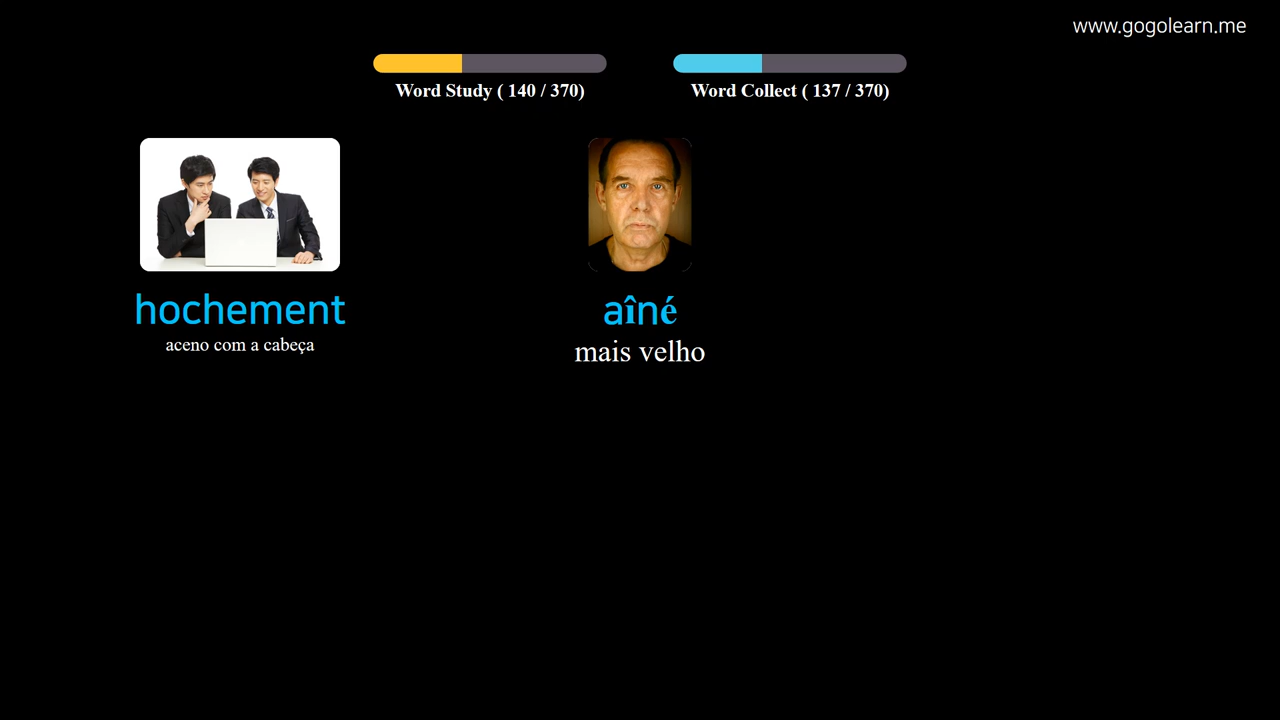 www.gogolearn.me
Word Study ( 140 / 370)
Word Collect ( 137 / 370)
hochement
aceno com a cabeça
aîné
mais velho